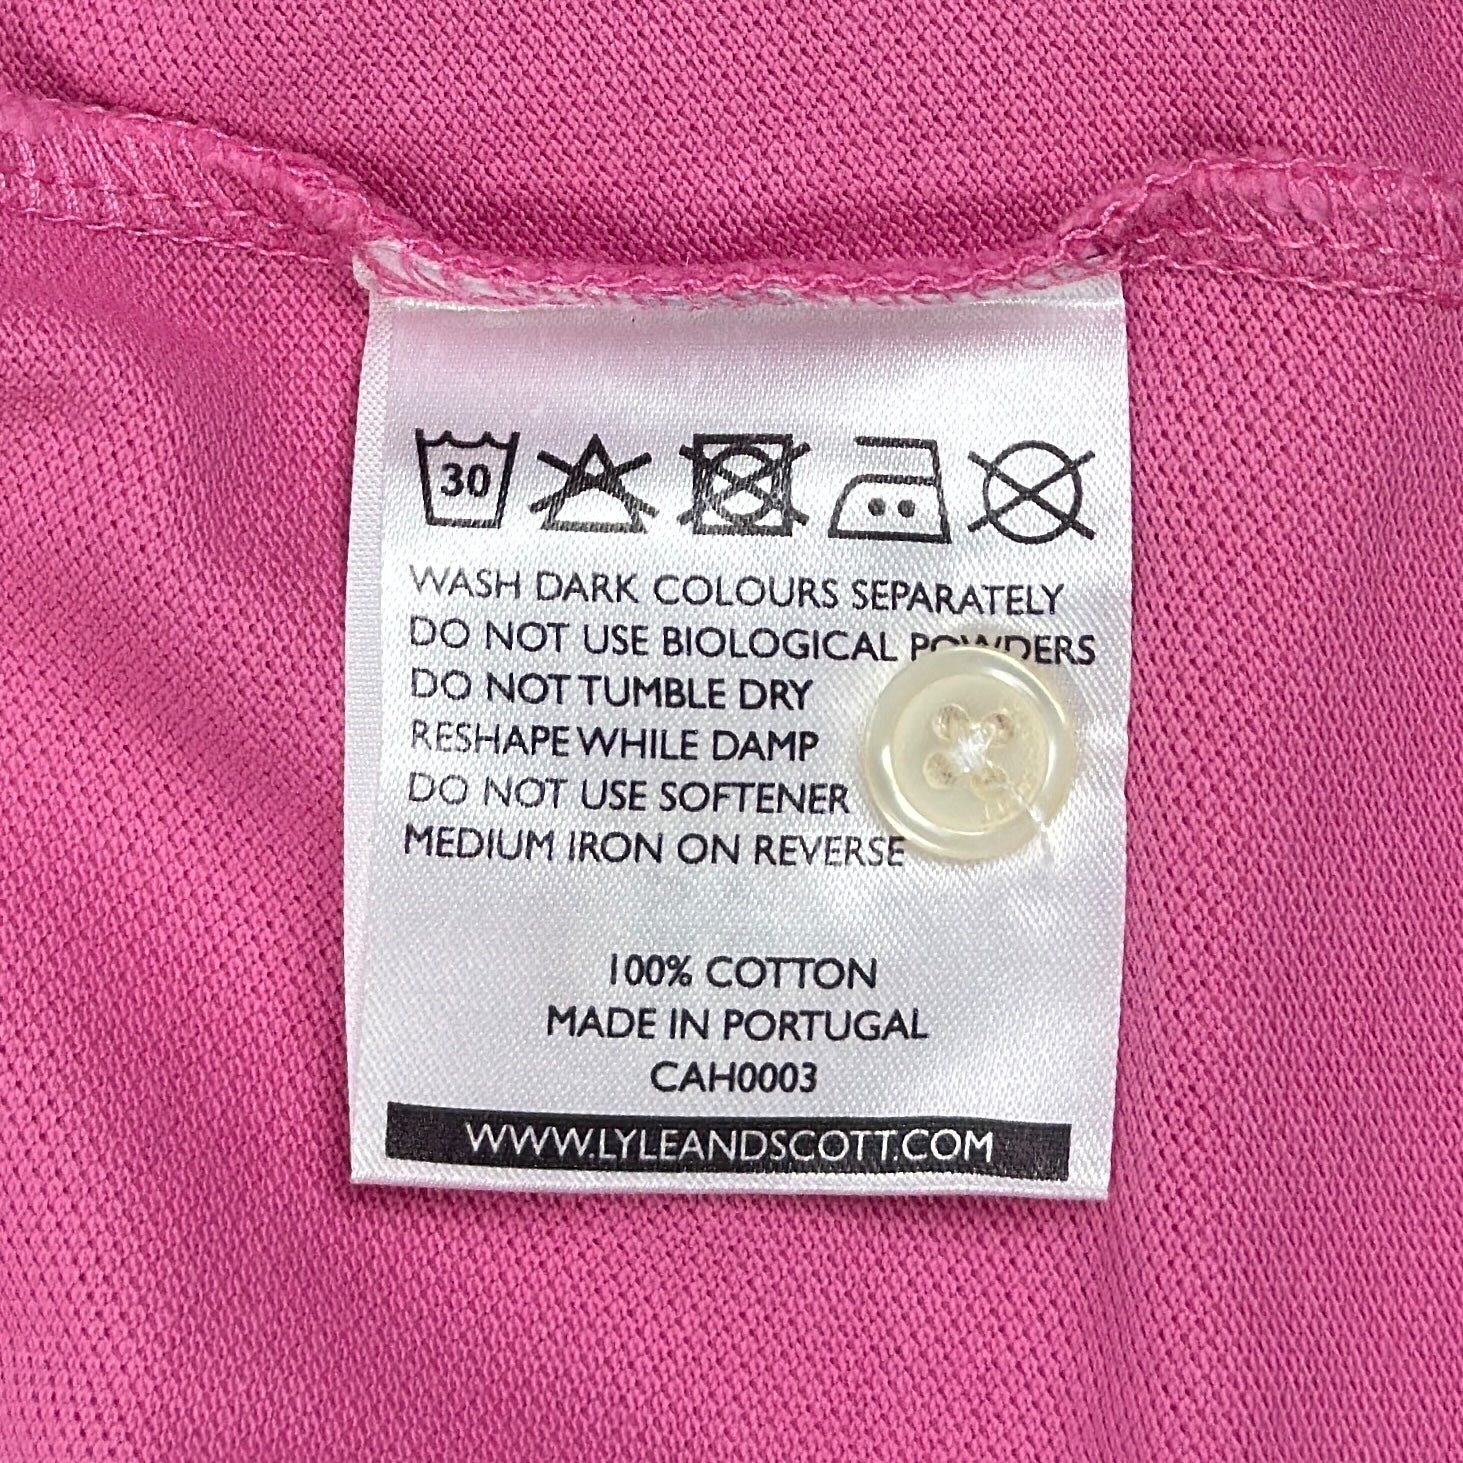 30
WASH DARK COLOURS SEPARATELY
DO NOT USE BIOLOGICAL POWDERS
DO NOT TUMBLE DRY
RESHAPE WHILE DAMP
DO NOT USE SOFTENER
MEDIUM IRON ON REVERSE
100% COTTON
MADE IN PORTUGAL
CAH0003
WWW.LYLEANDSCOTT.COM